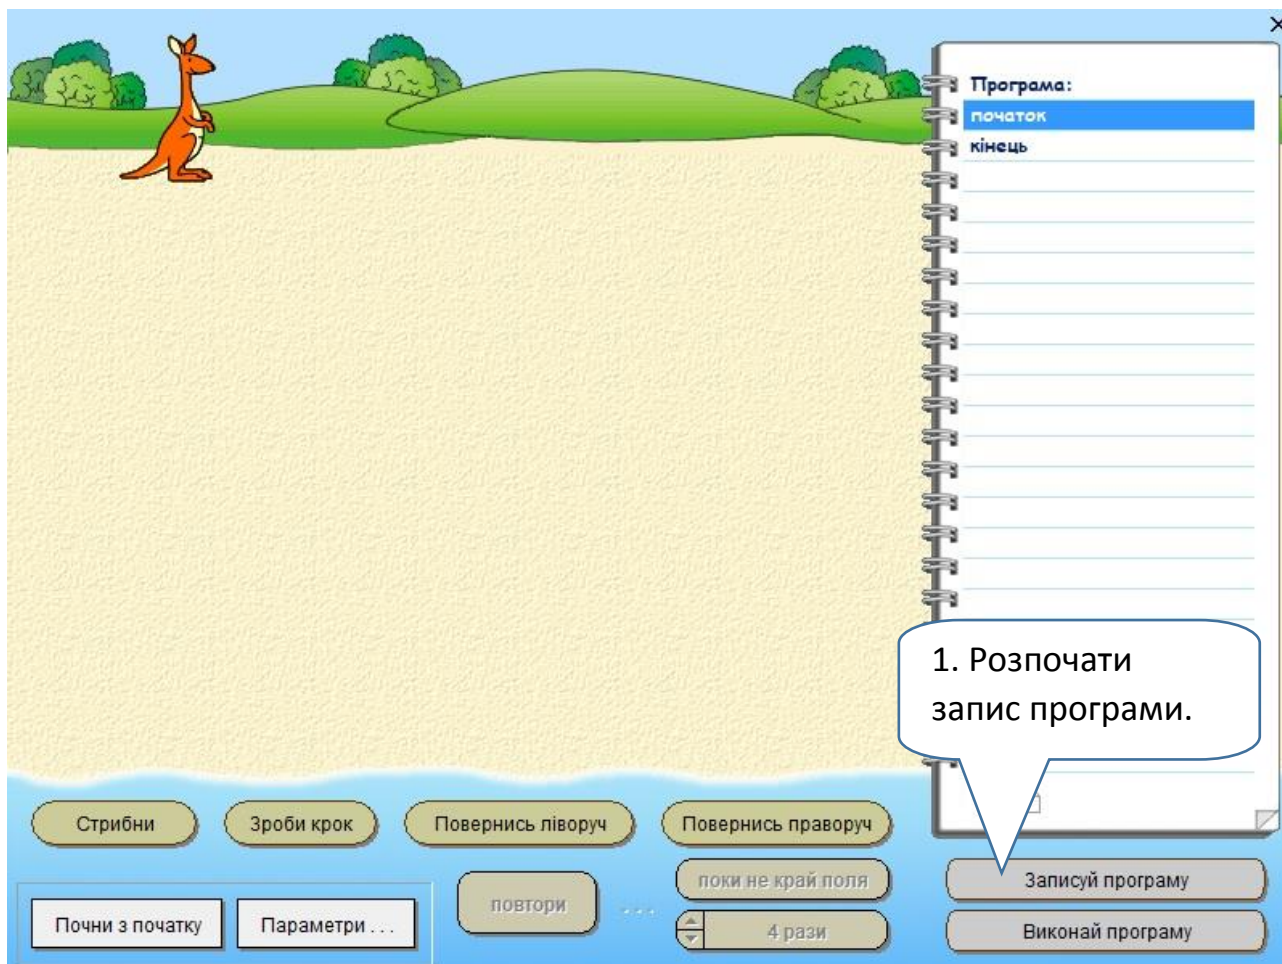 ×
Програма:
початок
кінець
1. Розпочати
запис програми.
Стрибни
Зроби крок
Повернись ліворуч
Повернись праворуч
повтори
. . .
поки не край поля
4 рази
Записуй програму
Виконай програму
Почни з початку
Параметри . . .